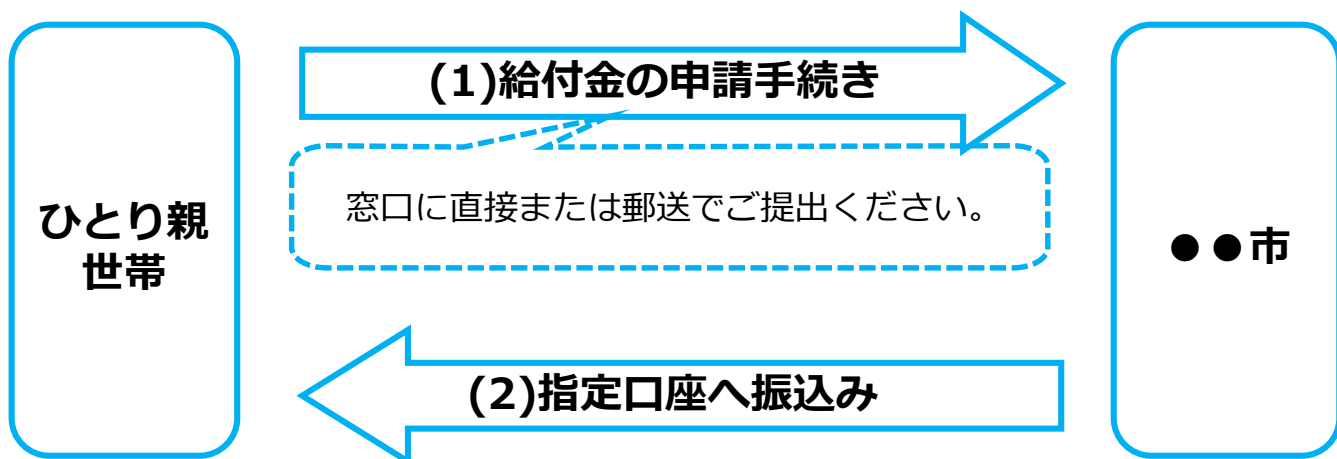 (1)給付金の申請手続き
窓口に直接または郵送でご提出ください。
ひとり親
世帯
●●市
(2)指定口座へ振込み